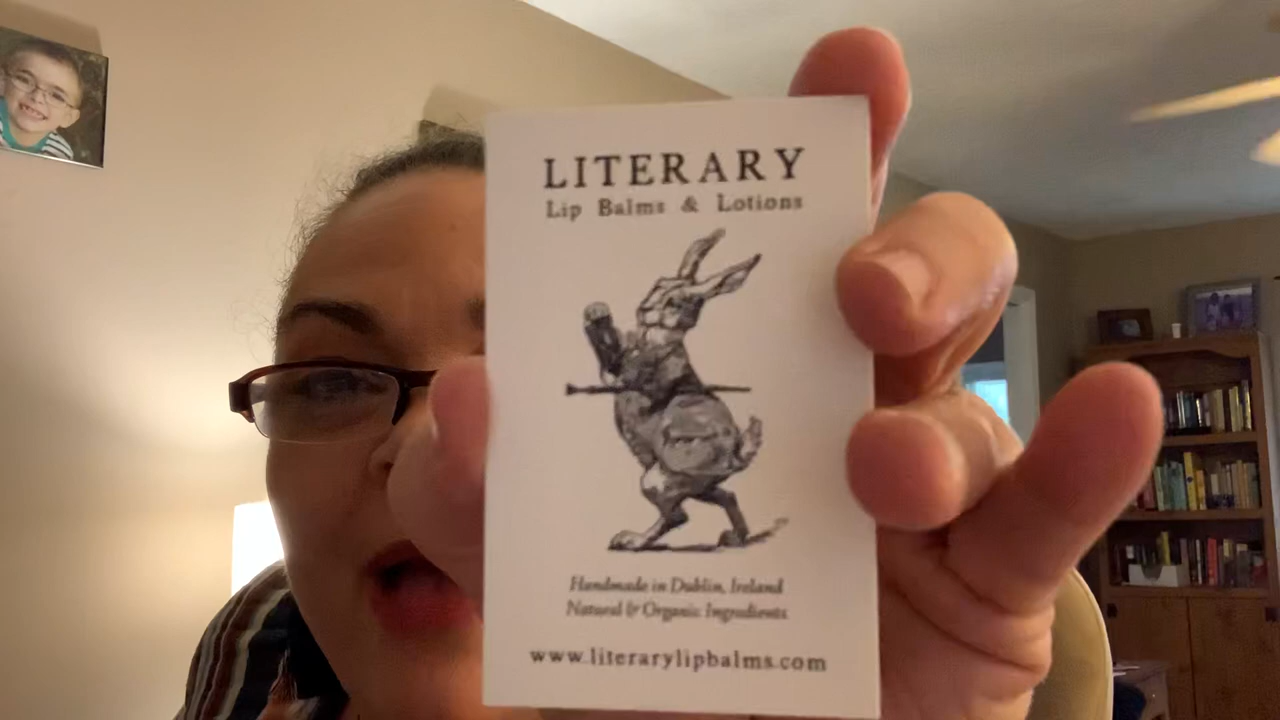 LITERARY
Lip Balms & Lotions
Handmade in Dublin, Ireland
Natural & Organic Ingredients
www.literarylipbalms.com